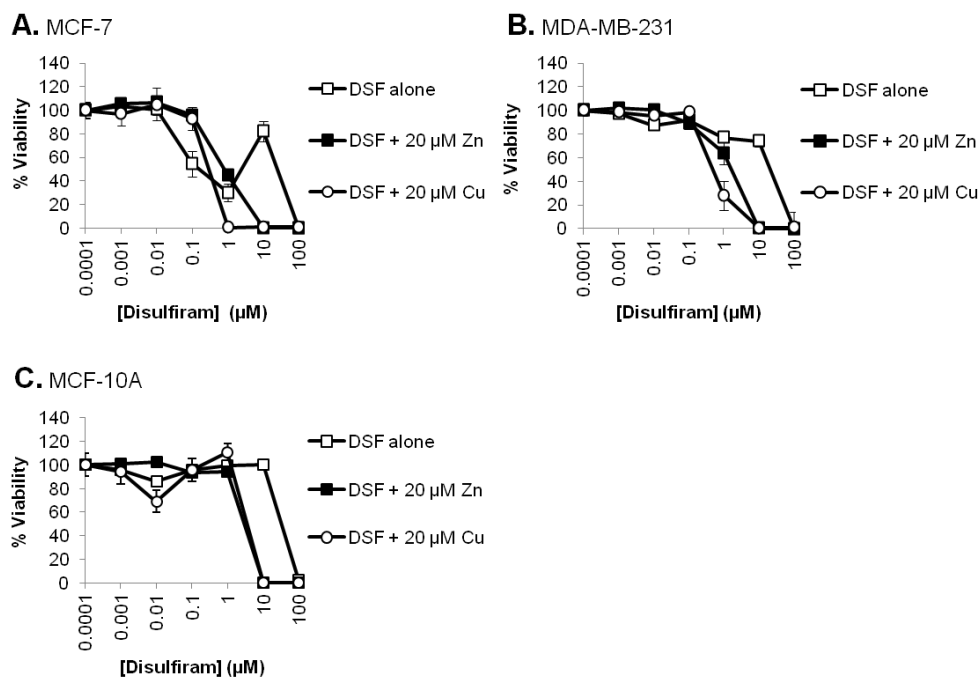 A. MCF-7
140
120
100
80
60
40
20
0
% Viability
0.0001
0.001
0.01
0.1
1
10
100
[Disulfiram] (µM)
DSF alone
DSF + 20 µM Zn
DSF + 20 µM Cu
B. MDA-MB-231
140
120
100
80
60
40
20
0
% Viability
0.0001
0.001
0.01
0.1
1
10
100
[Disulfiram] (µM)
DSF alone
DSF + 20 µM Zn
DSF + 20 µM Cu
C. MCF-10A
140
120
100
80
60
40
20
0
% Viability
0.0001
0.001
0.01
0.1
1
10
100
[Disulfiram] (µM)
DSF alone
DSF + 20 µM Zn
DSF + 20 µM Cu